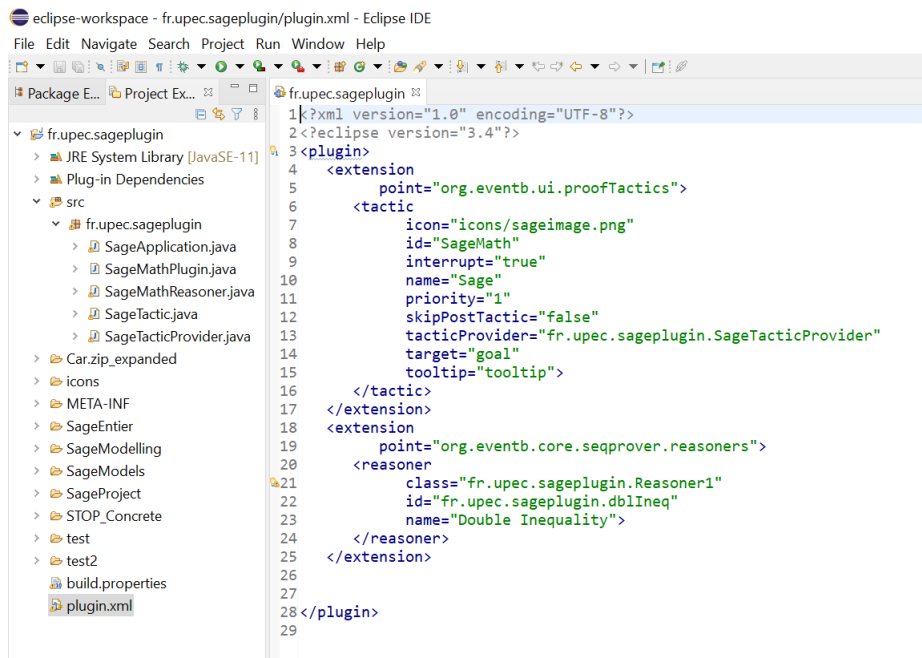 eclipse-workspace - fr.upec.sageplugin/plugin.xml - Eclipse IDE
File Edit Navigate Search Project Run Window Help
Package E... Project Ex...
fr.upec.sageplugin
fr.upec.sageplugin
JRE System Library [JavaSE-11]
Plug-in Dependencies
src
fr.upec.sageplugin
SageApplication.java
SageMathPlugin.java
SageMathReasoner.java
SageTactic.java
SageTacticProvider.java
Car.zip_expanded
icons
META-INF
SageEntier
SageModelling
SageModels
SageProject
STOP_Concrete
test
test2
build.properties
plugin.xml
1 <?xml version="1.0" encoding="UTF-8"?>
2 <?eclipse version="3.4"?>
3 <plugin>
4 <extension
5 point="org.eventb.ui.proofTactics">
6 <tactic
7 icon="icons/sageimage.png"
8 id="SageMath"
9 interrupt="true"
10 name="Sage"
11 priority="1"
12 skipPostTactic="false"
13 tacticProvider="fr.upec.sageplugin.SageTacticProvider"
14 target="goal"
15 tooltip="tooltip">
16 </tactic>
17 </extension>
18 <extension
19 point="org.eventb.core.seqprover.reasoners">
20 <reasoner
21 class="fr.upec.sageplugin.Reasoner1"
22 id="fr.upec.sageplugin.dblIneq"
23 name="Double Inequality">
24 </reasoner>
25 </extension>
26
27
28 </plugin>
29